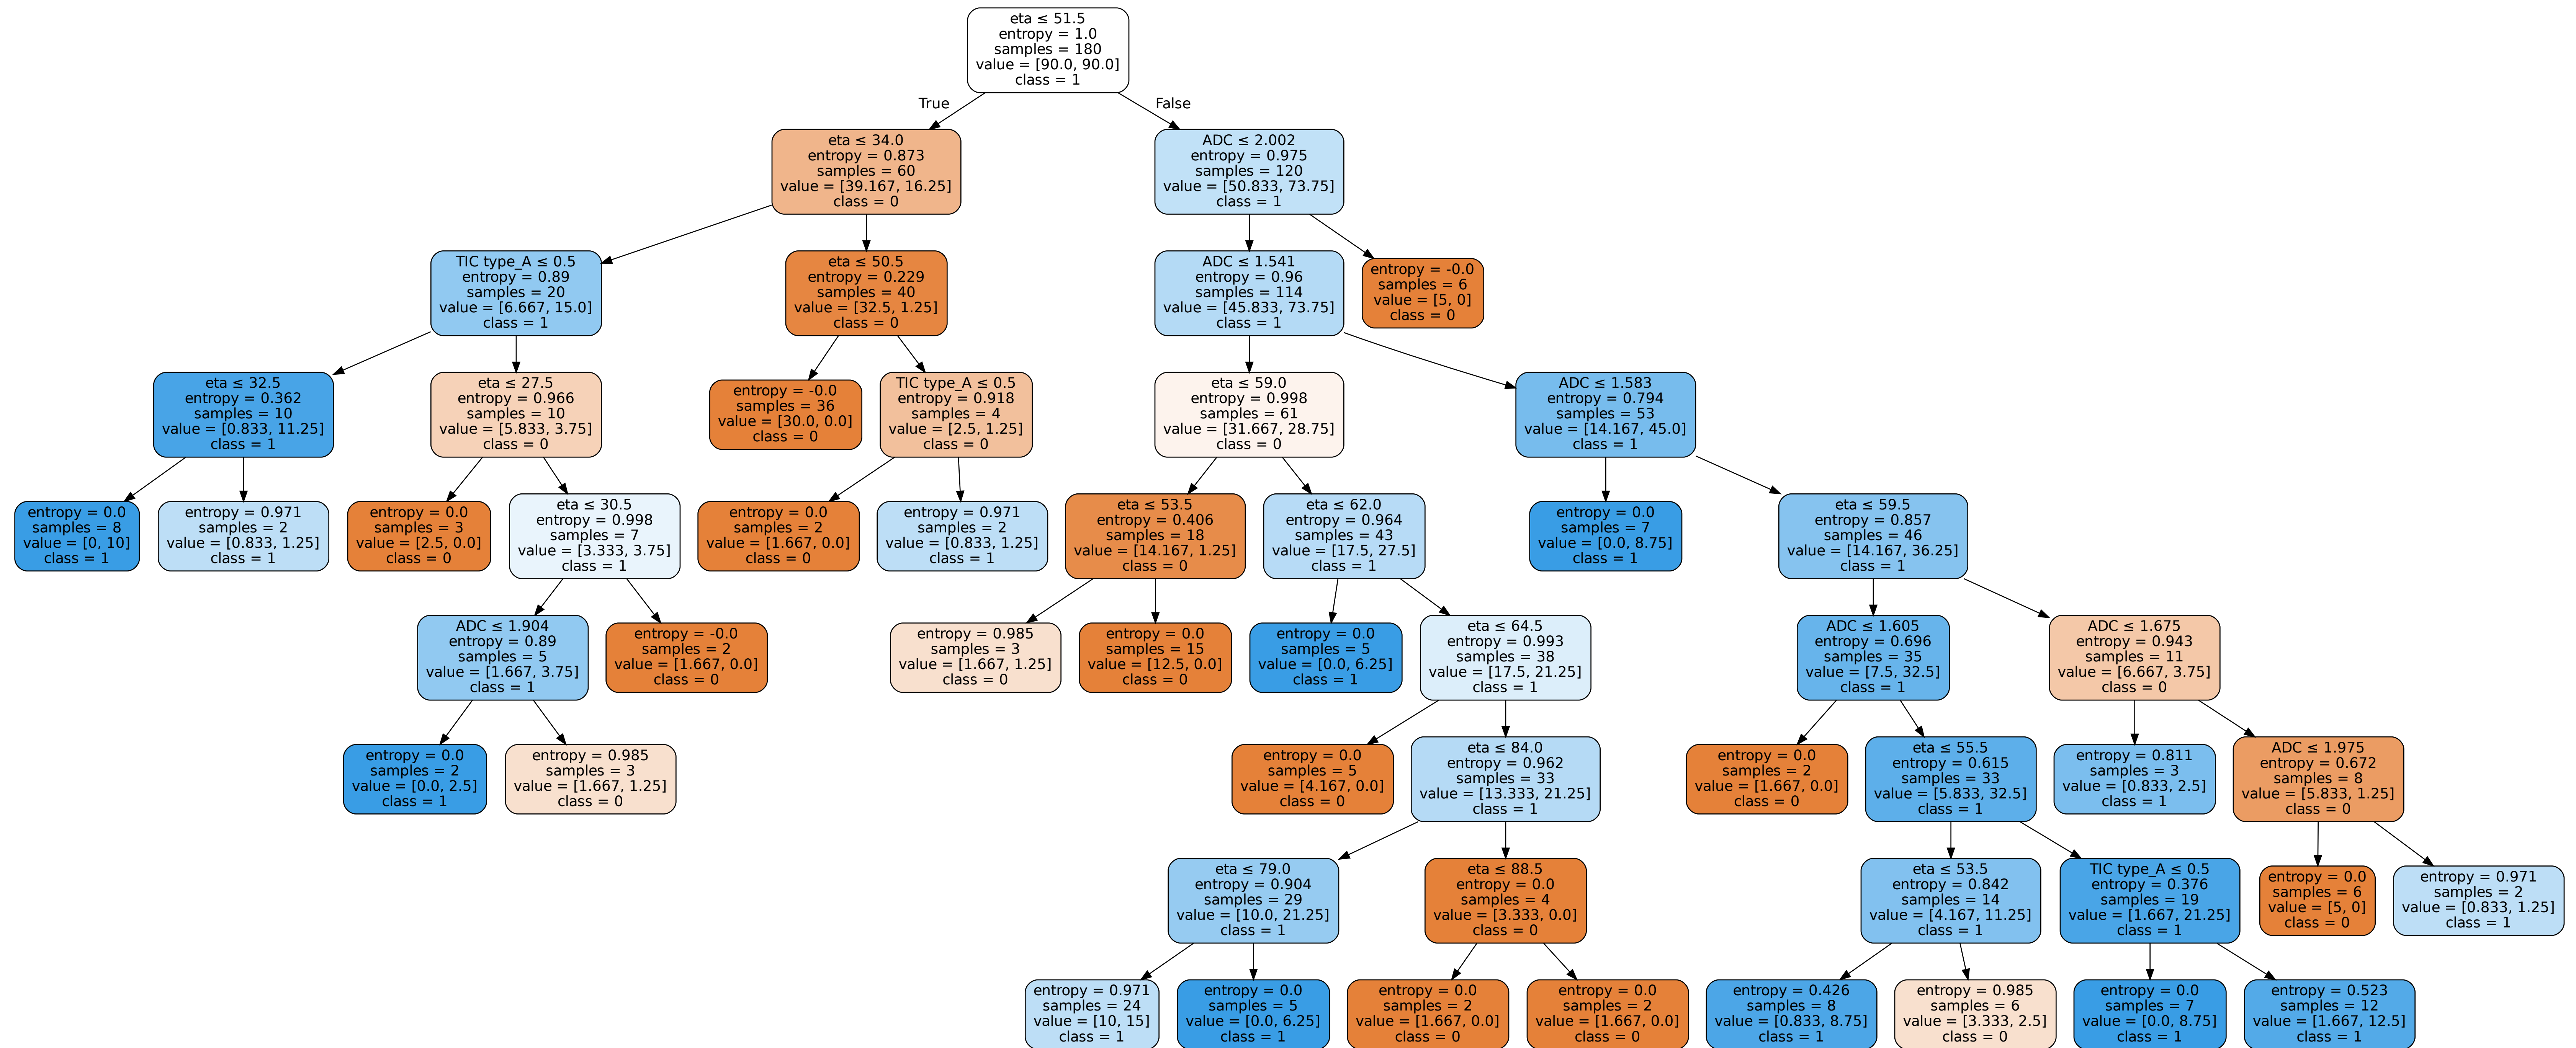 eta ≤ 51.5
entropy = 1.0
samples = 180
value = [90.0, 90.0]
class = 1
True
False
eta ≤ 34.0
entropy = 0.873
samples = 60
value = [39.167, 16.25]
class = 0
ADC ≤ 2.002
entropy = 0.975
samples = 120
value = [50.833, 73.75]
class = 1
TIC type_A ≤ 0.5
entropy = 0.89
samples = 20
value = [6.667, 15.0]
class = 1
eta ≤ 50.5
entropy = 0.229
samples = 40
value = [32.5, 1.25]
class = 0
ADC ≤ 1.541
entropy = 0.96
samples = 114
value = [45.833, 73.75]
class = 1
entropy = -0.0
samples = 6
value = [5, 0]
class = 0
eta ≤ 32.5
entropy = 0.362
samples = 10
value = [0.833, 11.25]
class = 1
eta ≤ 27.5
entropy = 0.966
samples = 10
value = [5.833, 3.75]
class = 0
entropy = -0.0
samples = 36
value = [30.0, 0.0]
class = 0
TIC type_A ≤ 0.5
entropy = 0.918
samples = 4
value = [2.5, 1.25]
class = 0
eta ≤ 59.0
entropy = 0.998
samples = 61
value = [31.667, 28.75]
class = 0
ADC ≤ 1.583
entropy = 0.794
samples = 53
value = [14.167, 45.0]
class = 1
entropy = 0.0
samples = 8
value = [0, 10]
class = 1
entropy = 0.971
samples = 2
value = [0.833, 1.25]
class = 1
entropy = 0.0
samples = 3
value = [2.5, 0.0]
class = 0
eta ≤ 30.5
entropy = 0.998
samples = 7
value = [3.333, 3.75]
class = 1
entropy = 0.0
samples = 2
value = [1.667, 0.0]
class = 0
entropy = 0.971
samples = 2
value = [0.833, 1.25]
class = 1
eta ≤ 53.5
entropy = 0.406
samples = 18
value = [14.167, 1.25]
class = 0
eta ≤ 62.0
entropy = 0.964
samples = 43
value = [17.5, 27.5]
class = 1
entropy = 0.0
samples = 7
value = [0.0, 8.75]
class = 1
eta ≤ 59.5
entropy = 0.857
samples = 46
value = [14.167, 36.25]
class = 1
ADC ≤ 1.904
entropy = 0.89
samples = 5
value = [1.667, 3.75]
class = 1
entropy = -0.0
samples = 2
value = [1.667, 0.0]
class = 0
entropy = 0.985
samples = 3
value = [1.667, 1.25]
class = 0
entropy = 0.0
samples = 15
value = [12.5, 0.0]
class = 0
entropy = 0.0
samples = 5
value = [0.0, 6.25]
class = 1
eta ≤ 64.5
entropy = 0.993
samples = 38
value = [17.5, 21.25]
class = 1
ADC ≤ 1.605
entropy = 0.696
samples = 35
value = [7.5, 32.5]
class = 1
ADC ≤ 1.675
entropy = 0.943
samples = 11
value = [6.667, 3.75]
class = 0
entropy = 0.0
samples = 2
value = [0.0, 2.5]
class = 1
entropy = 0.985
samples = 3
value = [1.667, 1.25]
class = 0
entropy = 0.0
samples = 5
value = [4.167, 0.0]
class = 0
eta ≤ 84.0
entropy = 0.962
samples = 33
value = [13.333, 21.25]
class = 1
entropy = 0.0
samples = 2
value = [1.667, 0.0]
class = 0
eta ≤ 55.5
entropy = 0.615
samples = 33
value = [5.833, 32.5]
class = 1
entropy = 0.811
samples = 3
value = [0.833, 2.5]
class = 1
ADC ≤ 1.975
entropy = 0.672
samples = 8
value = [5.833, 1.25]
class = 0
eta ≤ 79.0
entropy = 0.904
samples = 29
value = [10.0, 21.25]
class = 1
eta ≤ 88.5
entropy = 0.0
samples = 4
value = [3.333, 0.0]
class = 0
eta ≤ 53.5
entropy = 0.842
samples = 14
value = [4.167, 11.25]
class = 1
TIC type_A ≤ 0.5
entropy = 0.376
samples = 19
value = [1.667, 21.25]
class = 1
entropy = 0.0
samples = 6
value = [5, 0]
class = 0
entropy = 0.971
samples = 2
value = [0.833, 1.25]
class = 1
entropy = 0.971
samples = 24
value = [10, 15]
class = 1
entropy = 0.0
samples = 5
value = [0.0, 6.25]
class = 1
entropy = 0.0
samples = 2
value = [1.667, 0.0]
class = 0
entropy = 0.0
samples = 2
value = [1.667, 0.0]
class = 0
entropy = 0.426
samples = 8
value = [0.833, 8.75]
class = 1
entropy = 0.985
samples = 6
value = [3.333, 2.5]
class = 0
entropy = 0.0
samples = 7
value = [0.0, 8.75]
class = 1
entropy = 0.523
samples = 12
value = [1.667, 12.5]
class = 1